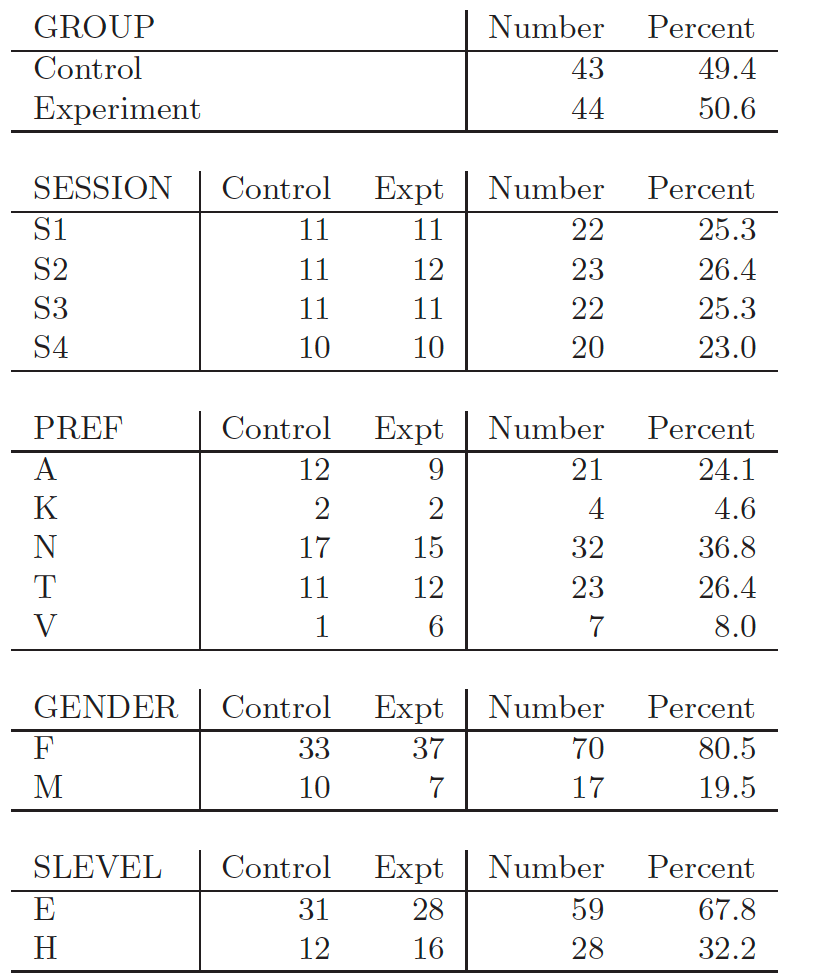 GROUP Number Percent
Control 43 49.4
Experiment 44 50.6
SESSION Control Expt Number Percent
S1 11 11 22 25.3
S2 11 12 23 26.4
S3 11 11 22 25.3
S4 10 10 20 23.0
PREF Control Expt Number Percent
A 12 9 21 24.1
K 2 2 4 4.6
N 17 15 32 36.8
T 11 12 23 26.4
V 1 6 7 8.0
GENDER Control Expt Number Percent
F 33 37 70 80.5
M 10 7 17 19.5
SLEVEL Control Expt Number Percent
E 31 28 59 67.8
H 12 16 28 32.2